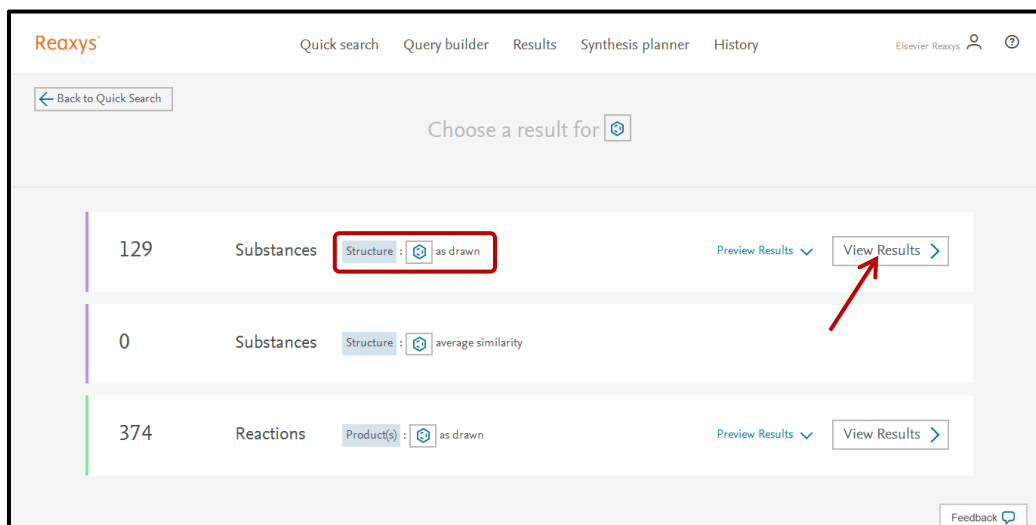 Reaxys®
Quick search Query builder Results Synthesis planner History
Elsevier Reaxys
Back to Quick Search
Choose a result for
129 Substances Structure : as drawn Preview Results View Results
0 Substances Structure : average similarity
374 Reactions Product(s) : as drawn Preview Results View Results
Feedback